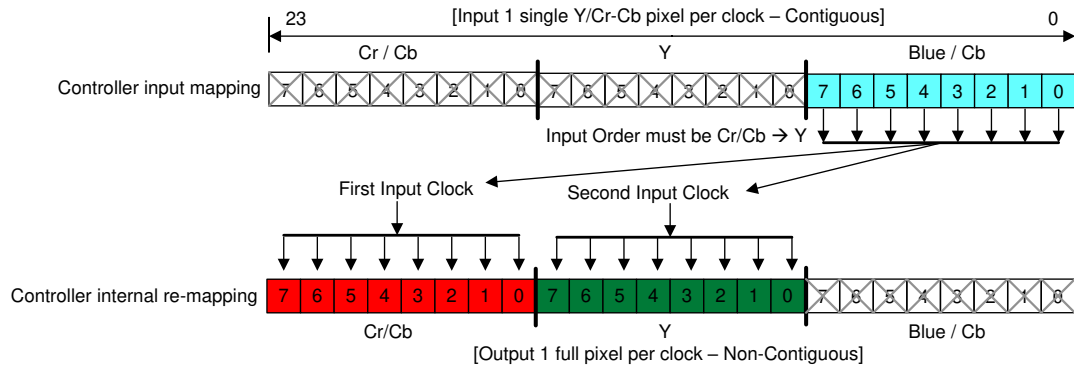 23 [Input 1 single Y/Cr-Cb pixel per clock – Contiguous] 0
Cr / Cb Y Blue / Cb
Controller input mapping 7 6 5 4 3 2 1 0 7 6 5 4 3 2 1 0 7 6 5 4 3 2 1 0
Input Order must be Cr/Cb → Y
First Input Clock Second Input Clock
Controller internal re-mapping 7 6 5 4 3 2 1 0 7 6 5 4 3 2 1 0 7 6 5 4 3 2 1 0
Cr/Cb Y Blue / Cb
[Output 1 full pixel per clock – Non-Contiguous]